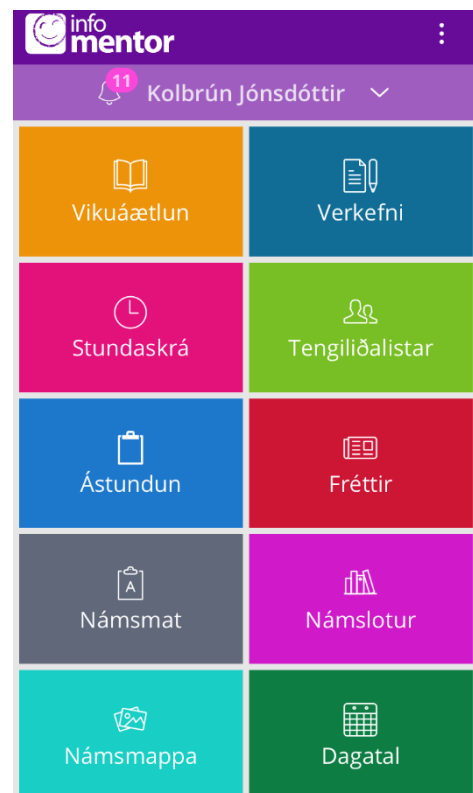 info
mentor
11
Kolbrún Jónsdóttir
Vikuáætlun
Verkefni
Stundaskrá
Tengiliðalistar
Ástundun
Fréttir
A
Námsmat
Námslotur
Námsmappa
Dagatal